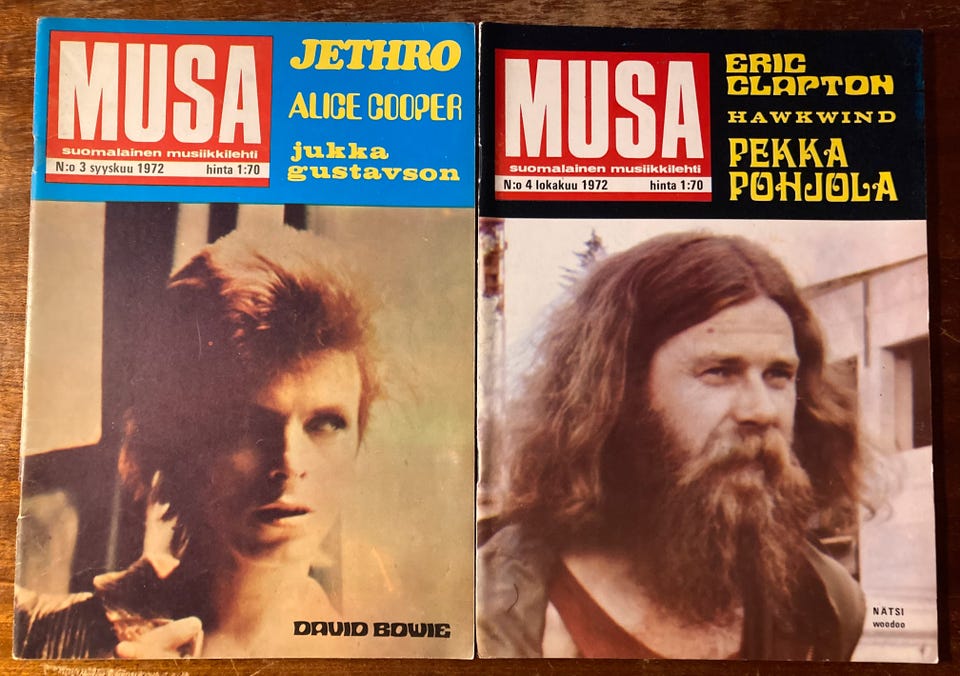 MUSA
suomalainen musiikkilehti
N:o 3 syyskuu 1972 hinta 1:70
JETHRO
ALICE COOPER
jukka
gustavson
DAVID BOWIE
MUSA
suomalainen musiikkilehti
N:o 4 lokakuu 1972 hinta 1:70
ERIC
CLAPTON
HAWKWIND
PEKKA
POHJOLA
NÄTSI
woodoo